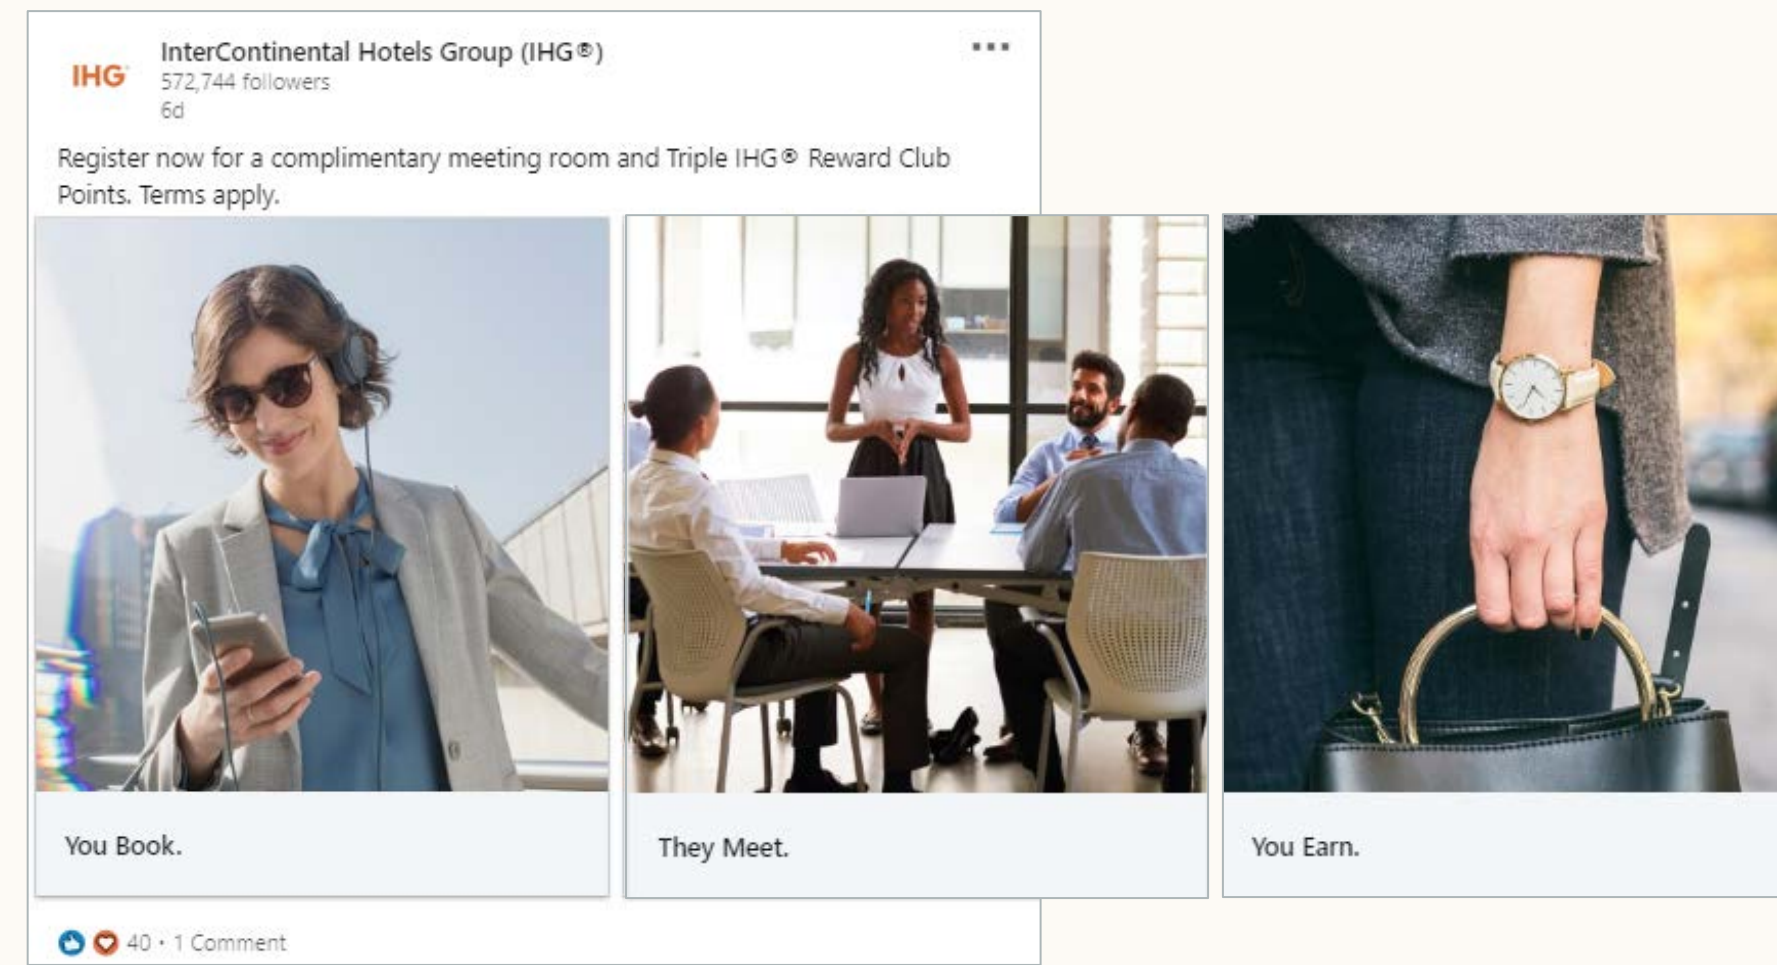 IHG
InterContinental Hotels Group (IHG®)
572,744 followers
6d
Register now for a complimentary meeting room and Triple IHG® Reward Club
Points. Terms apply.
You Book.
They Meet.
You Earn.
40 • 1 Comment